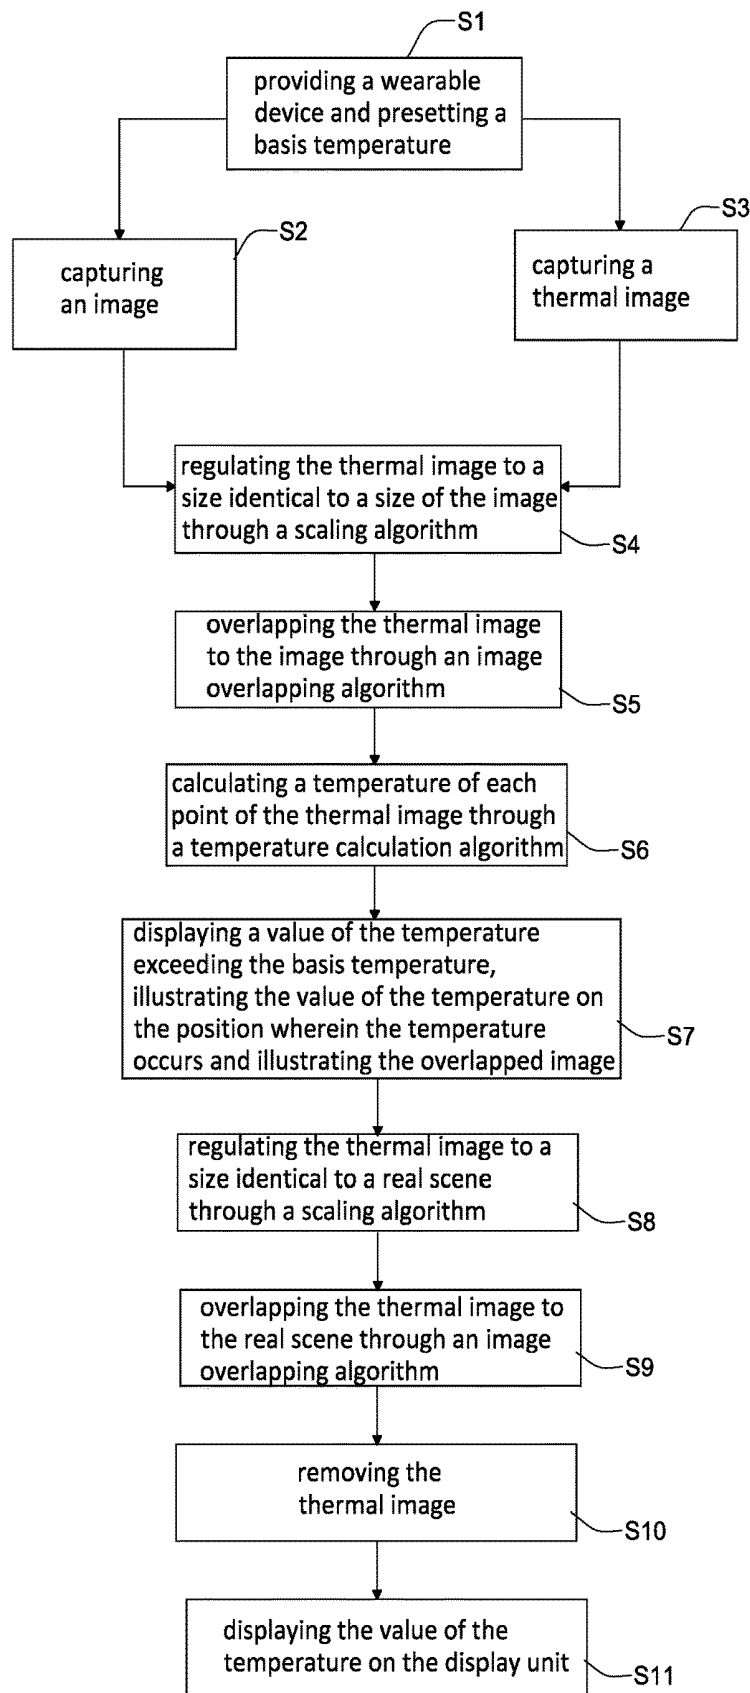 S1
providing a wearable
device and presetting a
basis temperature
S2
capturing
an image
S3
capturing a
thermal image
regulating the thermal image to a
size identical to a size of the image
through a scaling algorithm
S4
overlapping the thermal image
to the image through an image
overlapping algorithm
S5
calculating a temperature of each
point of the thermal image through
a temperature calculation algorithm
S6
displaying a value of the temperature
exceeding the basis temperature,
illustrating the value of the temperature on
the position wherein the temperature
occurs and illustrating the overlapped image
S7
regulating the thermal image to a
size identical to a real scene
through a scaling algorithm
S8
overlapping the thermal image to
the real scene through an image
overlapping algorithm
S9
removing the
thermal image
S10
displaying the value of the
temperature on the display unit
S11